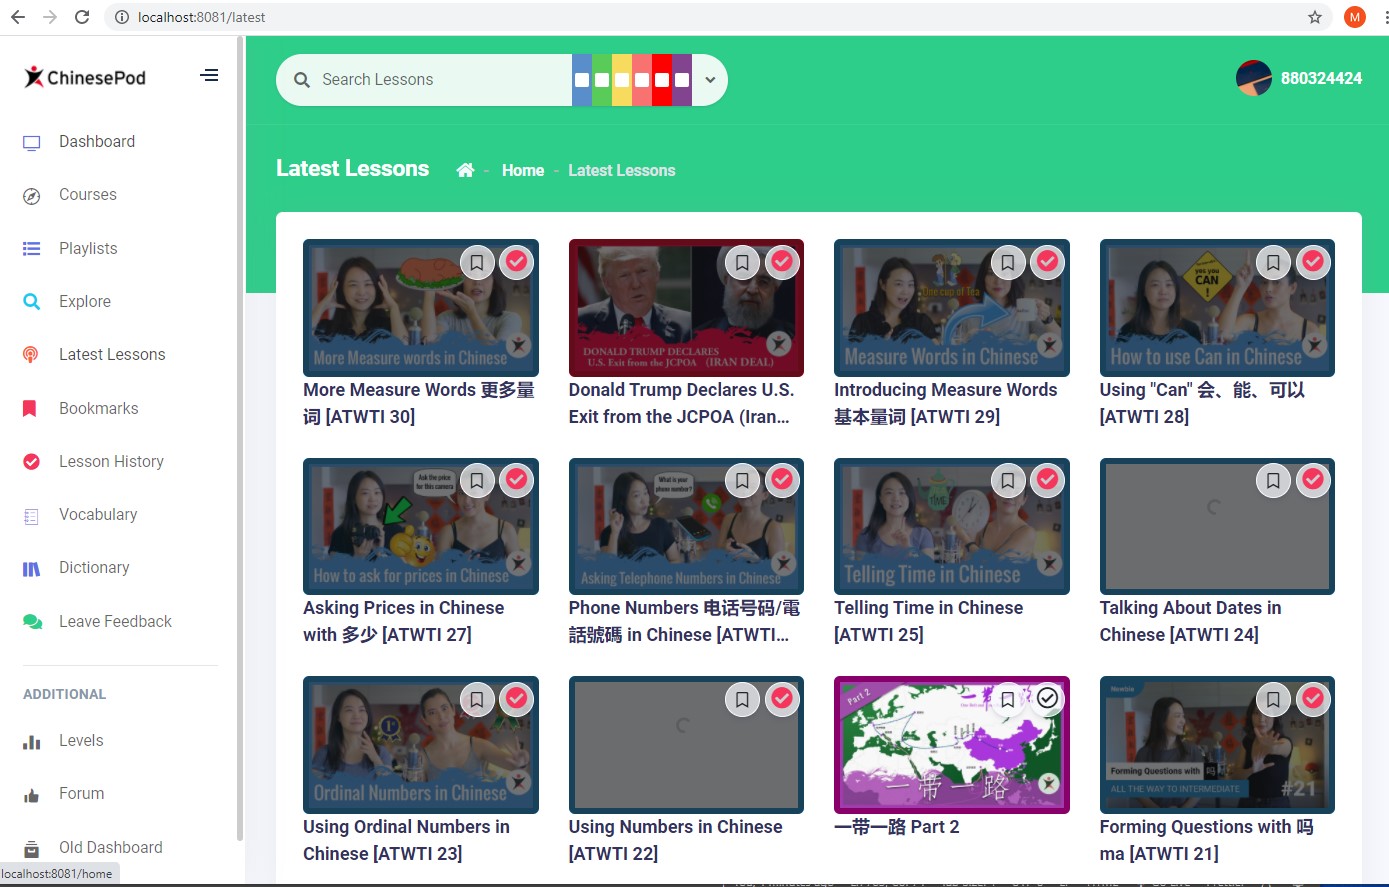 localhost:8081/latest
M
ChinesePod
Search Lessons
880324424
Dashboard
Courses
Playlists
Explore
Latest Lessons
Bookmarks
Lesson History
Vocabulary
Dictionary
Leave Feedback
ADDITIONAL
Levels
Forum
Old Dashboard
localhost:8081/home
Latest Lessons - Home - Latest Lessons
More Measure words in Chinese
More Measure Words 更多量
词 [ATWTI 30]
DONALD TRUMP DECLARES
U.S. Exit from the JCPOA (IRAN DEAL)
Donald Trump Declares U.S.
Exit from the JCPOA (Iran...
One cup of Tea
Measure Words in Chinese
Introducing Measure Words
基本量词 [ATWTI 29]
yes you
CAN
!
How to use Can in Chinese
Using "Can" 会、能、可以
[ATWTI 28]
Ask the price
for this camera
How to ask for prices in Chinese
Asking Prices in Chinese
with 多少 [ATWTI 27]
What is your
phone number?
Asking Telephone Numbers in Chinese
Phone Numbers 电话号码/電
話號碼 in Chinese [ATWTI...
TIME
Telling Time in Chinese
Telling Time in Chinese
[ATWTI 25]
Talking About Dates in
Chinese [ATWTI 24]
Ordinal Numbers in Chinese
Using Ordinal Numbers in
Chinese [ATWTI 23]
Using Numbers in Chinese
[ATWTI 22]
Part 2
一带一路
一带一路 Part 2
Newbie
Forming Questions with 吗
ALL THE WAY TO INTERMEDIATE
#21
Forming Questions with 吗
ma [ATWTI 21]